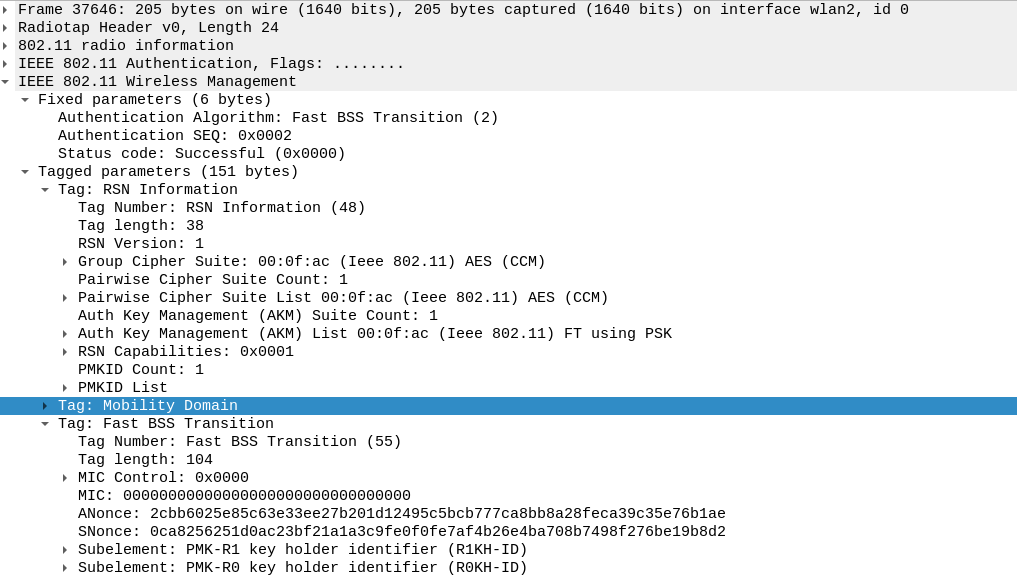 Frame 37646: 205 bytes on wire (1640 bits), 205 bytes captured (1640 bits) on interface wlan2, id 0
Radiotap Header v0, Length 24
802.11 radio information
IEEE 802.11 Authentication, Flags: ........
IEEE 802.11 Wireless Management
Fixed parameters (6 bytes)
Authentication Algorithm: Fast BSS Transition (2)
Authentication SEQ: 0x0002
Status code: Successful (0x0000)
Tagged parameters (151 bytes)
Tag: RSN Information
Tag Number: RSN Information (48)
Tag length: 38
RSN Version: 1
Group Cipher Suite: 00:0f:ac (Ieee 802.11) AES (CCM)
Pairwise Cipher Suite Count: 1
Pairwise Cipher Suite List 00:0f:ac (Ieee 802.11) AES (CCM)
Auth Key Management (AKM) Suite Count: 1
Auth Key Management (AKM) List 00:0f:ac (Ieee 802.11) FT using PSK
RSN Capabilities: 0x0001
PMKID Count: 1
PMKID List
Tag: Mobility Domain
Tag: Fast BSS Transition
Tag Number: Fast BSS Transition (55)
Tag length: 104
MIC Control: 0x0000
MIC: 00000000000000000000000000000000
ANonce: 2cbb6025e85c63e33ee27b201d12495c5bcb777ca8bb8a28feca39c35e76b1ae
SNonce: 0ca8256251d0ac23bf21a1a3c9fe0f0fe7af4b26e4ba708b7498f276be19b8d2
Subelement: PMK-R1 key holder identifier (R1KH-ID)
Subelement: PMK-R0 key holder identifier (R0KH-ID)